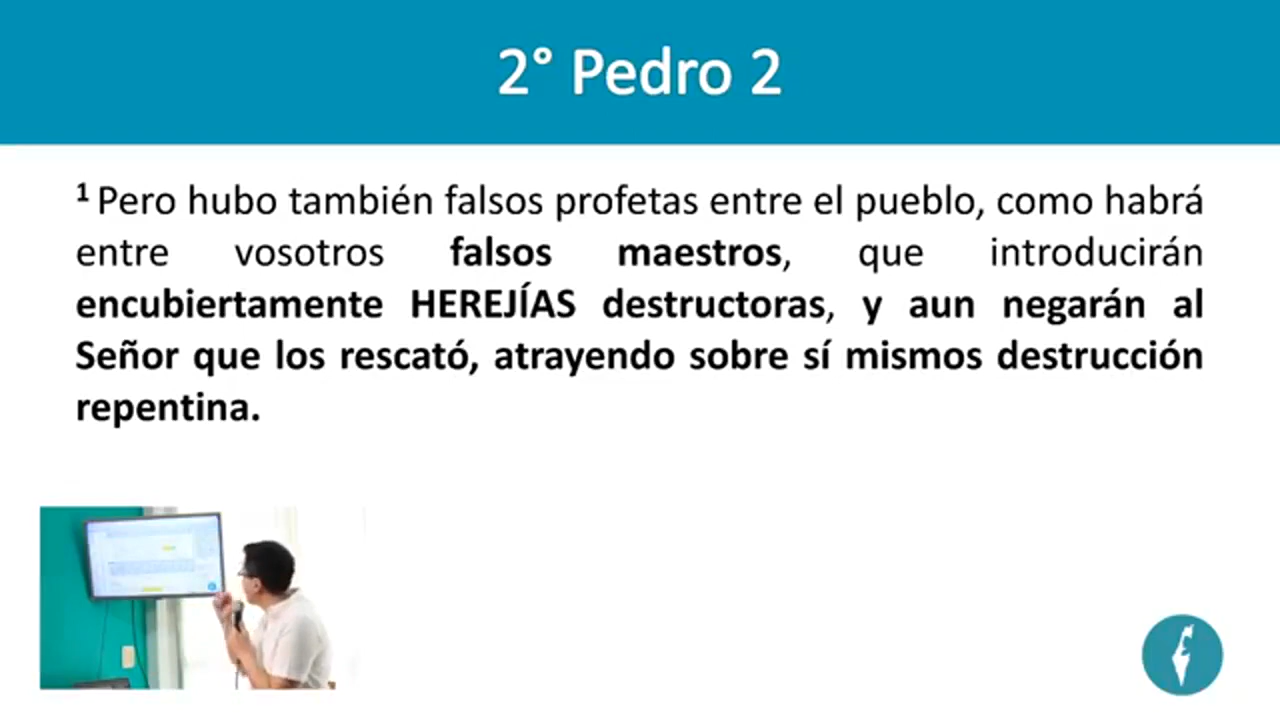 2° Pedro 2
1 Pero hubo también falsos profetas entre el pueblo, como habrá
entre vosotros falsos maestros, que introducirán
encubiertamente HEREJÍAS destructoras, y aun negarán al
Señor que los rescató, atrayendo sobre sí mismos destrucción
repentina.